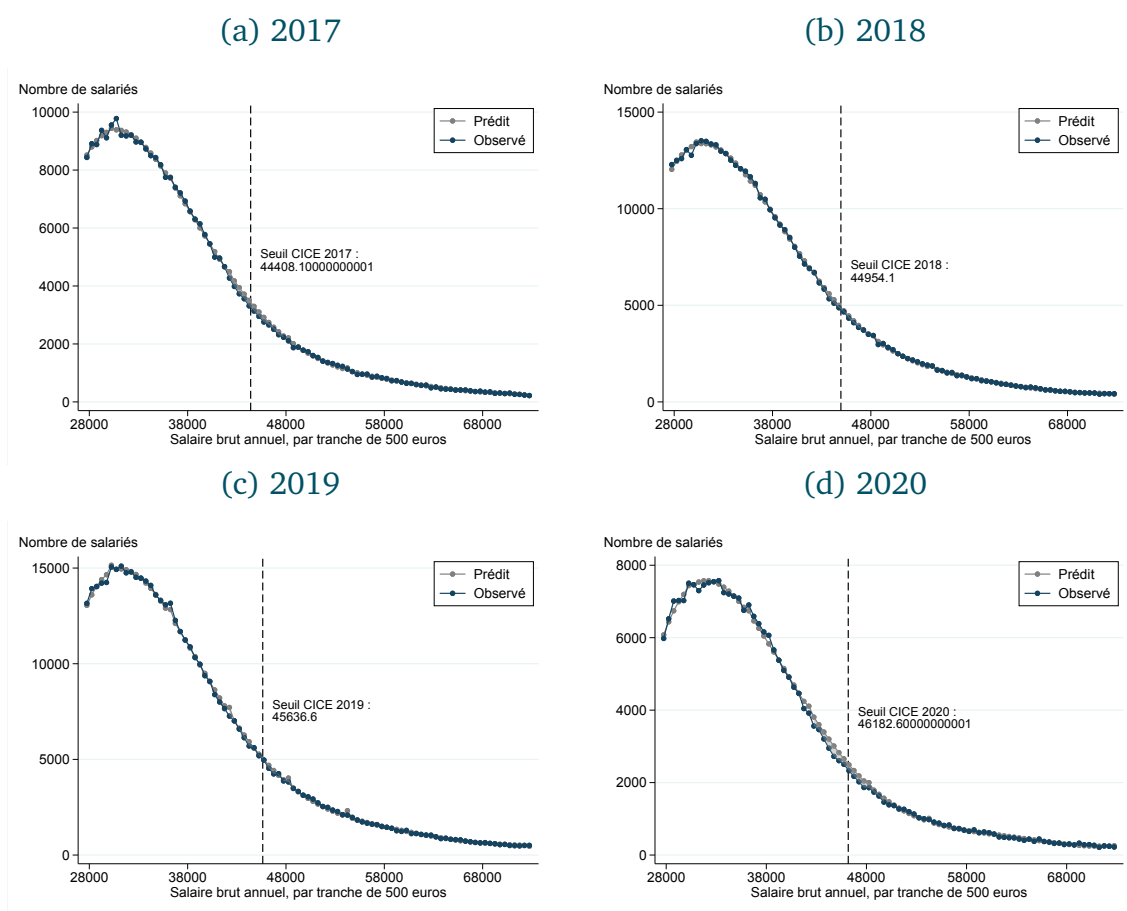 (a) 2017
Nombre de salariés
10000
8000
6000
4000
2000
0
Prédit
Observé
Seuil CICE 2017 :
44408.10000000001
28000 38000 48000 58000 68000
Salaire brut annuel, par tranche de 500 euros
(b) 2018
Nombre de salariés
15000
10000
5000
0
Prédit
Observé
Seuil CICE 2018 :
44954.1
28000 38000 48000 58000 68000
Salaire brut annuel, par tranche de 500 euros
(c) 2019
Nombre de salariés
15000
10000
5000
0
Prédit
Observé
Seuil CICE 2019 :
45636.6
28000 38000 48000 58000 68000
Salaire brut annuel, par tranche de 500 euros
(d) 2020
Nombre de salariés
8000
6000
4000
2000
0
Prédit
Observé
Seuil CICE 2020 :
46182.60000000001
28000 38000 48000 58000 68000
Salaire brut annuel, par tranche de 500 euros